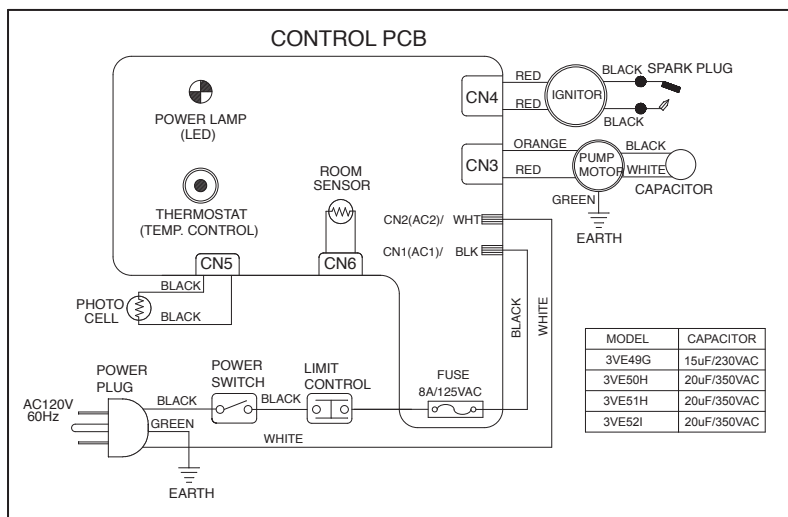 CONTROL PCB
POWER LAMP
(LED)
THERMOSTAT
(TEMP. CONTROL)
ROOM
SENSOR
CN4
RED
RED
IGNITOR
BLACK
SPARK PLUG
BLACK
CN3
ORANGE
RED
PUMP
MOTOR
BLACK
WHITE
CAPACITOR
GREEN
EARTH
CN2(AC2)/ WHT
CN1(AC1)/ BLK
CN5
CN6
BLACK
BLACK
PHOTO
CELL
BLACK
WHITE
POWER
PLUG
AC120V
60Hz
BLACK
POWER
SWITCH
BLACK
LIMIT
CONTROL
FUSE
8A/125VAC
GREEN
WHITE
EARTH
MODEL CAPACITOR
3VE49G 15uF/230VAC
3VE50H 20uF/350VAC
3VE51H 20uF/350VAC
3VE52I 20uF/350VAC